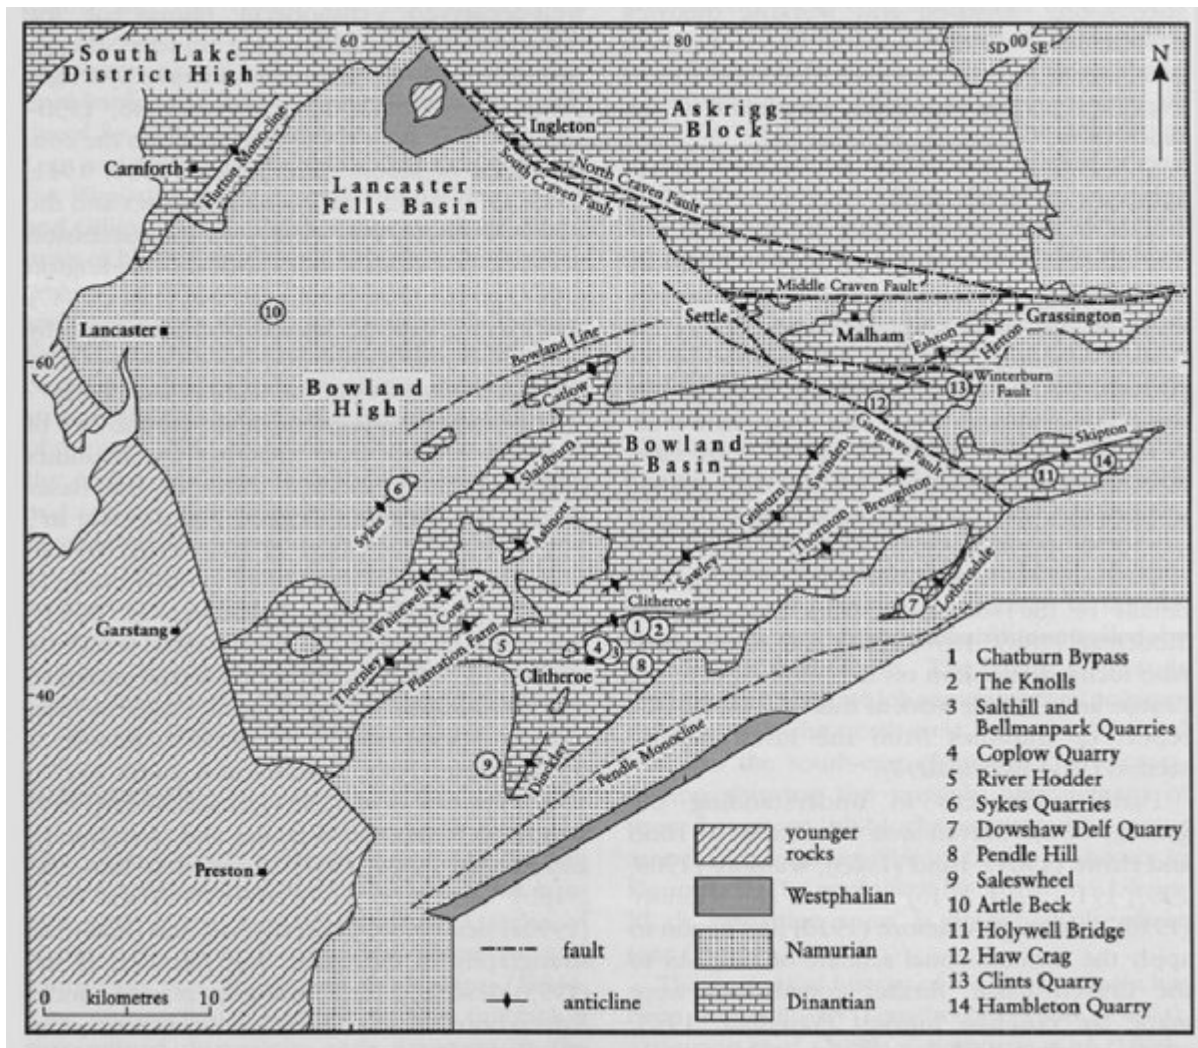 60
80
SD 00 SE
N
South Lake
District High
Askrigg
Block
Ingleton
Carnforth
Hutton Monocline
North Craven Fault
South Craven Fault
Lancaster
Fells Basin
Middle Craven Fault
10
Lancaster
Settle
Malham
Grassington
Eshton
Hetton
Bowland Line
60
Bowland
High
Catlow
13
Winterburn
Fault
12
Bowland
Basin
Gargrave Fault
Skipton
11
14
Slaidburn
Swinden
Gisburn
Broughton
Thornton
6
Sykes
Ashnott
Sawley
Lothersdale
7
Whitewell
Cow Ark
Clitheroe
1
2
Garstang
Plantation Farm
5
4
3
8
Thornley
Clitheroe
40
9
Dinckley
Pendle Monocline
Preston
1 Chatburn Bypass
2 The Knolls
3 Salthill and
Bellmanpark Quarries
4 Coplow Quarry
5 River Hodder
6 Sykes Quarries
7 Dowshaw Delf Quarry
8 Pendle Hill
9 Saleswheel
10 Artle Beck
11 Holywell Bridge
12 Haw Crag
13 Clints Quarry
14 Hambleton Quarry
younger
rocks
Westphalian
Namurian
Dinantian
fault
anticline
0 kilometres 10